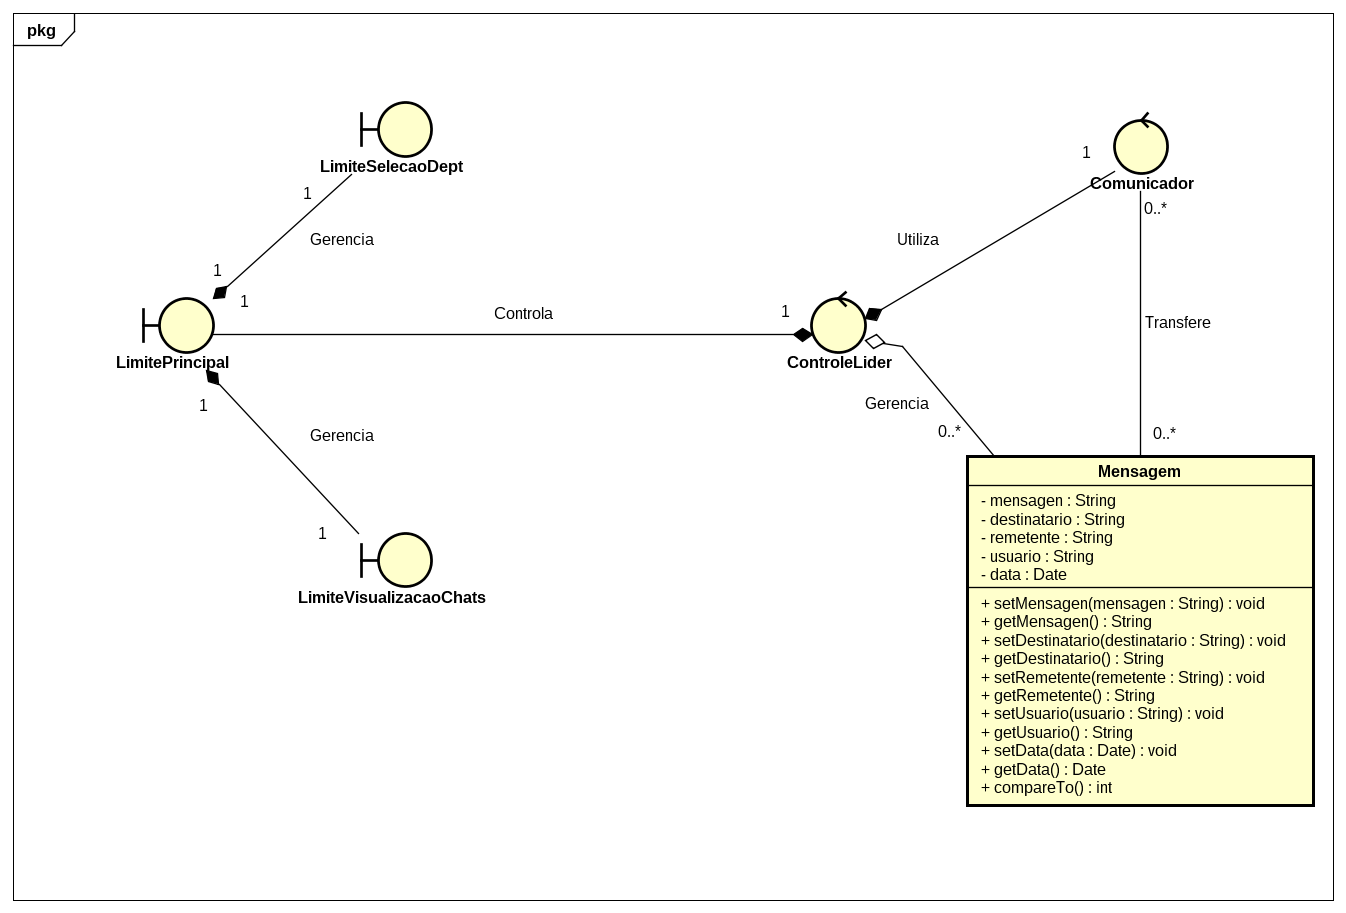 pkg
LimiteSelecaoDept
1
Gerencia
1
1
LimitePrincipal
Controla
1
ControleLider
1
Gerencia
1
LimiteVisualizacaoChats
1
Comunicador
Utiliza
0..*
Transfere
0..*
Gerencia
0..*
Mensagem
- mensagen : String
- destinatario : String
- remetente : String
- usuario : String
- data : Date
+ setMensagen(mensagen : String) : void
+ getMensagen() : String
+ setDestinatario(destinatario : String) : void
+ getDestinatario() : String
+ setRemetente(remetente : String) : void
+ getRemetente() : String
+ setUsuario(usuario : String) : void
+ getUsuario() : String
+ setData(data : Date) : void
+ getData() : Date
+ compareTo() : int